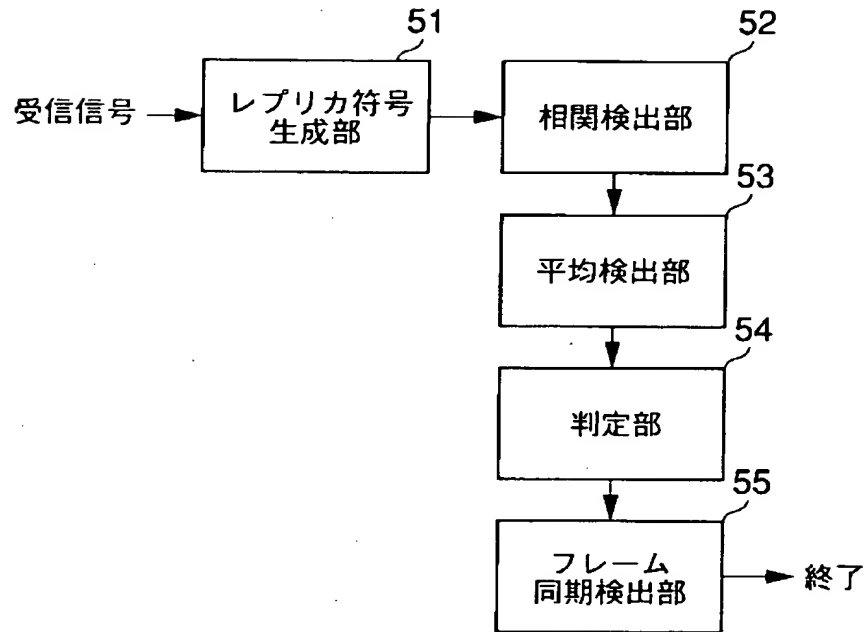 51
52
受信信号
レプリカ符号
生成部
相関検出部
53
平均検出部
54
判定部
55
フレーム
同期検出部
終了